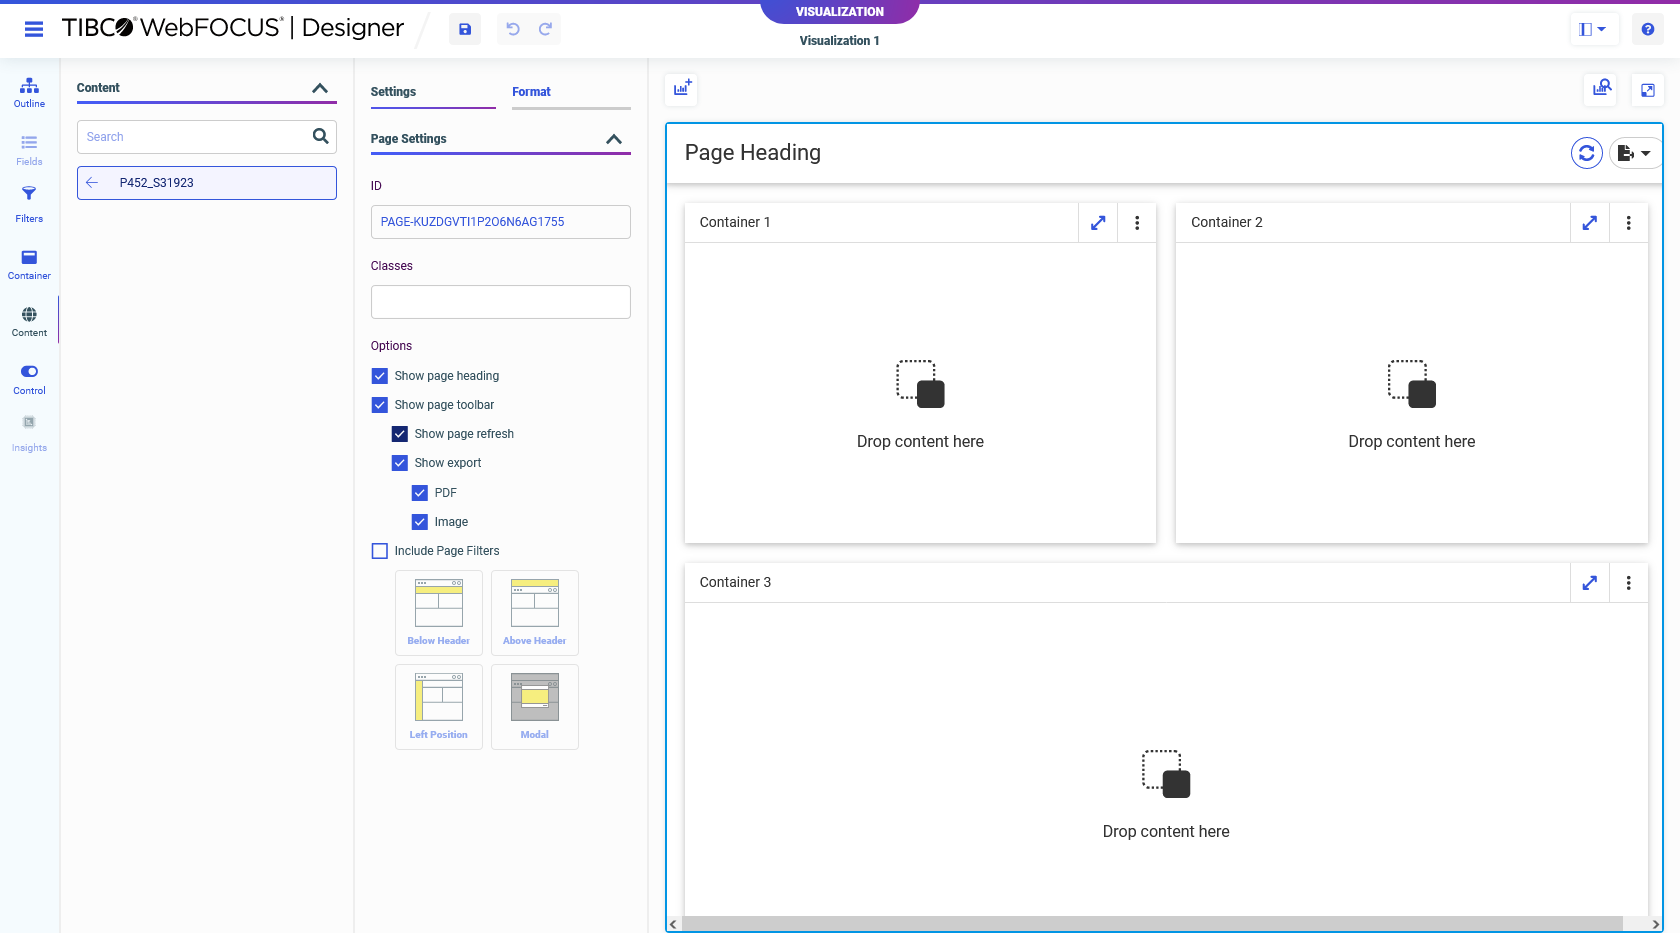 TIBCO WebFOCUS® | Designer
VISUALIZATION
Visualization 1
Outline
Fields
Filters
Container
Content
Control
Insights
Content
Search
P452_S31923
Settings
Format
Page Settings
ID
PAGE-KUZDGVTI1P2O6N6AG1755
Classes
Options
Show page heading
Show page toolbar
Show page refresh
Show export
PDF
Image
Include Page Filters
Below Header
Above Header
Left Position
Modal
Page Heading
Container 1
Drop content here
Container 2
Drop content here
Container 3
Drop content here